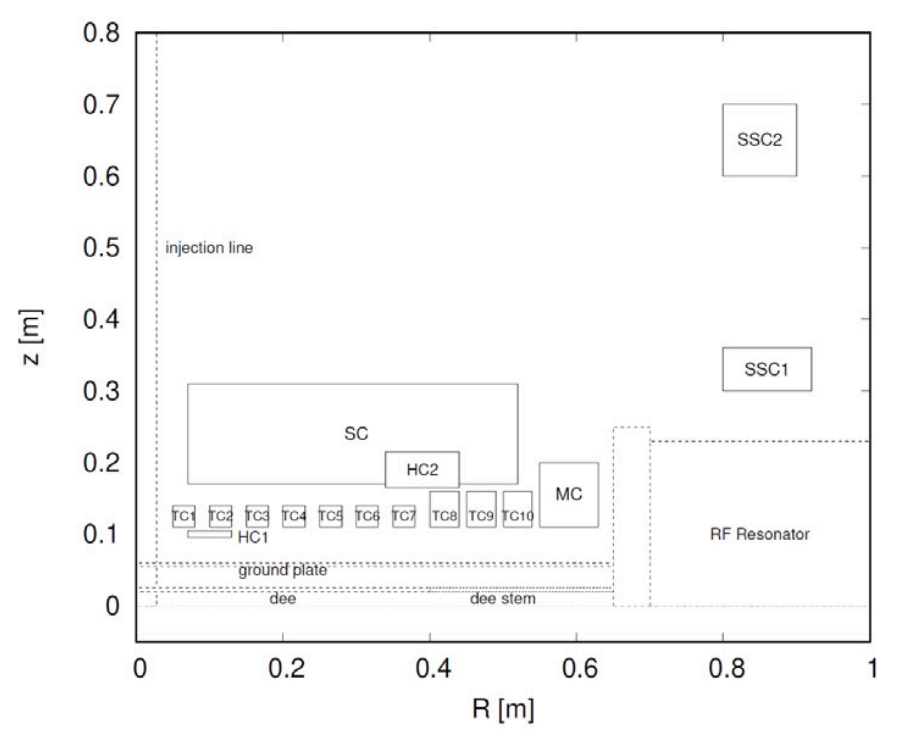 0.8
0.7
SSC2
0.6
injection line
0.5
z [m]
0.4
SSC1
0.3
SC
HC2
0.2
MC
TC1 TC2 TC3 TC4 TC5 TC6 TC7 TC8 TC9 TC10
0.1
HC1
RF Resonator
ground plate
dee
dee stem
0
0 0.2 0.4 0.6 0.8 1
R [m]